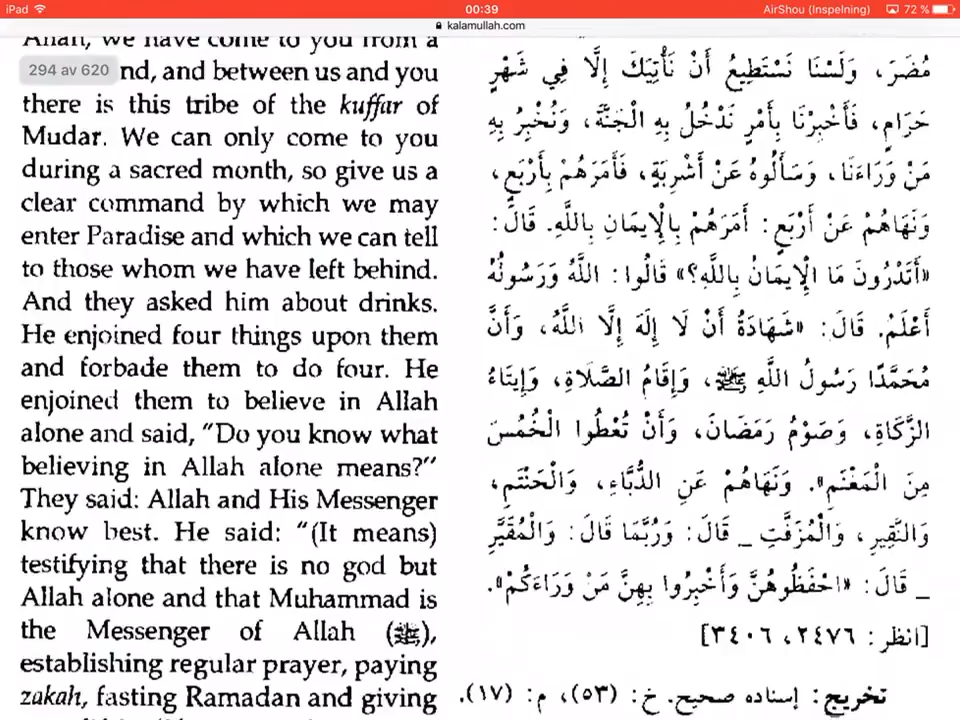 iPad 00:39 AirShou (Inspelning) 72 %
kalamullah.com
Allah, we have come to you from a
294 av 620 nd, and between us and you
there is this tribe of the kuffar of
Mudar. We can only come to you
during a sacred month, so give us a
clear command by which we may
enter Paradise and which we can tell
to those whom we have left behind.
And they asked him about drinks.
He enjoined four things upon them
and forbade them to do four. He
enjoined them to believe in Allah
alone and said, "Do you know what
believing in Allah alone means?"
They said: Allah and His Messenger
know best. He said: "(It means)
testifying that there is no god but
Allah alone and that Muhammad is
the Messenger of Allah (ﷺ),
establishing regular prayer, paying
zakah, fasting Ramadan and giving
مُضَرَ، وَلَسْنَا نَسْتَطِيعُ أَنْ نَأْتِيَكَ إِلَّا فِي شَهْرٍ
حَرَامٍ، فَأَخْبِرْنَا بِأَمْرٍ نَدْخُلُ بِهِ الْجَنَّةَ، وَنُخْبِرُ بِهِ
مَنْ وَرَاءَنَا، وَسَأَلُوهُ عَنْ أَشْرِبَةٍ، فَأَمَرَهُمْ بِأَرْبَعٍ،
وَنَهَاهُمْ عَنْ أَرْبَعٍ: أَمَرَهُمْ بِالْإِيمَانِ بِاللَّهِ. قَالَ:
«أَتَدْرُونَ مَا الْإِيمَانُ بِاللَّهِ؟» قَالُوا: اللَّهُ وَرَسُولُهُ
أَعْلَمُ. قَالَ: «شَهَادَةُ أَنْ لَا إِلَهَ إِلَّا اللَّهُ، وَأَنَّ
مُحَمَّدًا رَسُولُ اللَّهِ ﷺ، وَإِقَامُ الصَّلَاةِ، وَإِيتَاءُ
الزَّكَاةِ، وَصَوْمُ رَمَضَانَ، وَأَنْ تُعْطُوا الْخُمُسَ
مِنَ الْمَغْنَمِ». وَنَهَاهُمْ عَنِ الدُّبَّاءِ، وَالْحَنْتَمِ،
وَالنَّقِيرِ، وَالْمُزَفَّتِ _ قَالَ: وَرُبَّمَا قَالَ: وَالْمُقَيَّرِ
_ قَالَ: «احْفَظُوهُنَّ وَأَخْبِرُوا بِهِنَّ مَنْ وَرَاءَكُمْ».
[انظر: ٢٤٧٦، ٣٤٠٦]
تخريج: إسناده صحيح. خ: (٥٣)، م: (١٧).